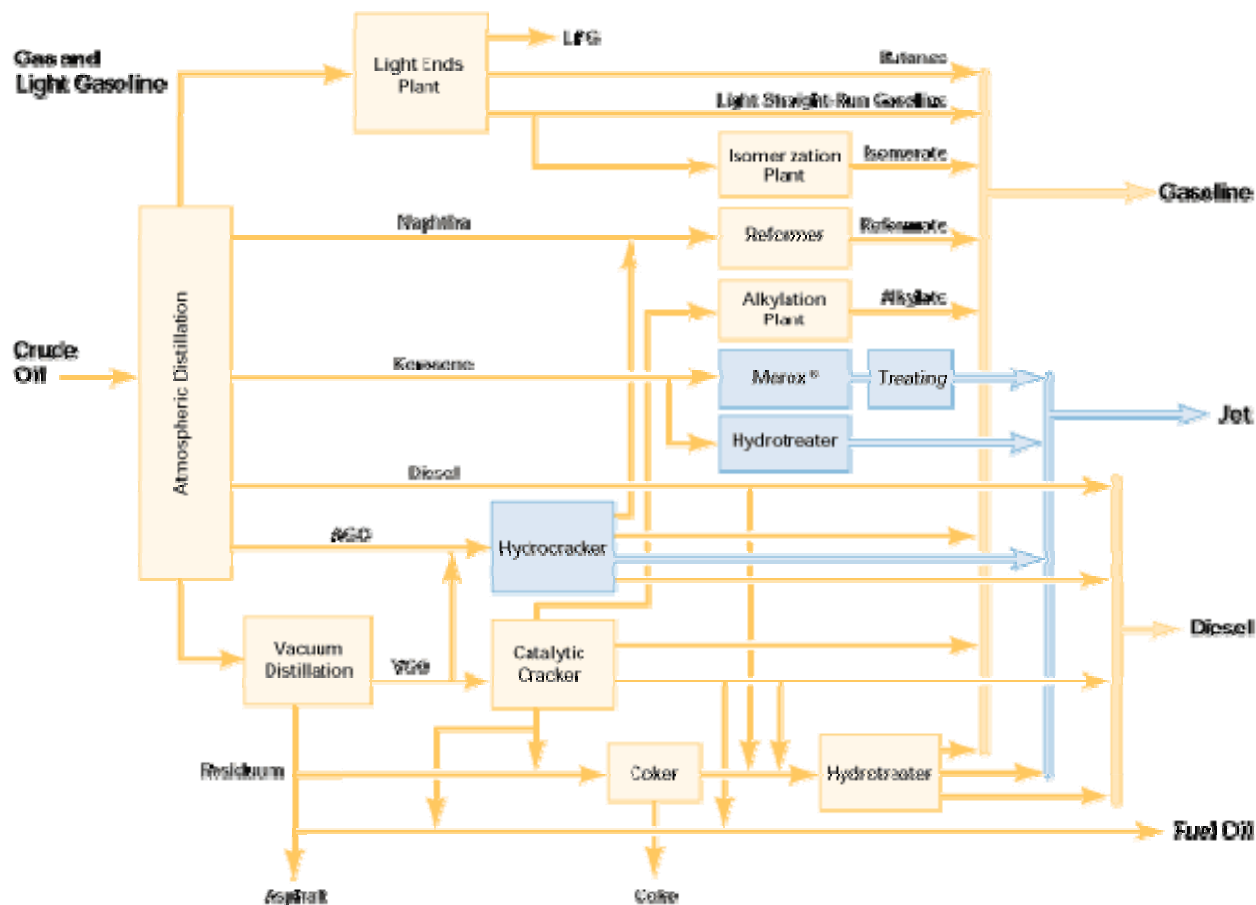 LPG
Gas and
Light Gasoline
Light Ends
Plant
Butanes
Light Straight-Run Gasoline
Isomerization
Plant
Isomerate
Gasoline
Naphtha
Reformer
Reformate
Alkylation
Plant
Alkylate
Crude
Oil
Atmospheric Distillation
Kerosene
Merox®
Treating
Jet
Hydrotreater
Diesel
AGO
Hydrocracker
Vacuum
Distillation
VGO
Catalytic
Cracker
Diesel
Residuum
Coker
Hydrotreater
Fuel Oil
Asphalt
Coke